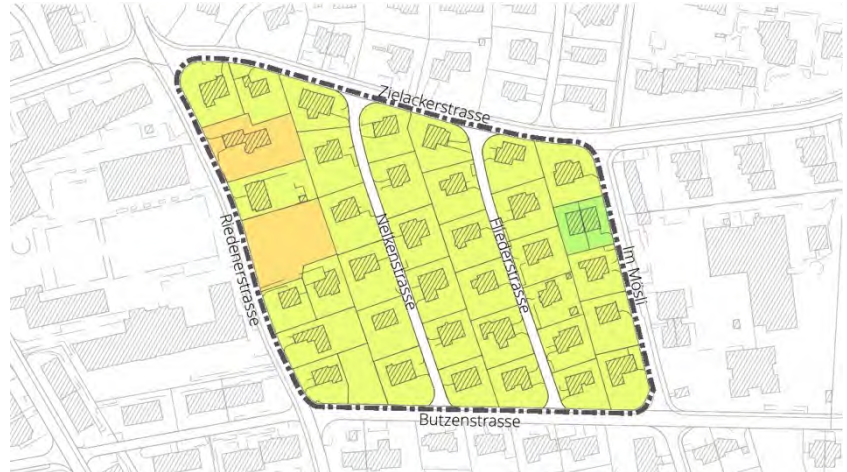 Zielackerstrasse
Riedenerstrasse
Nelkenstrasse
Fliederstrasse
Im Mösli
Butzenstrasse